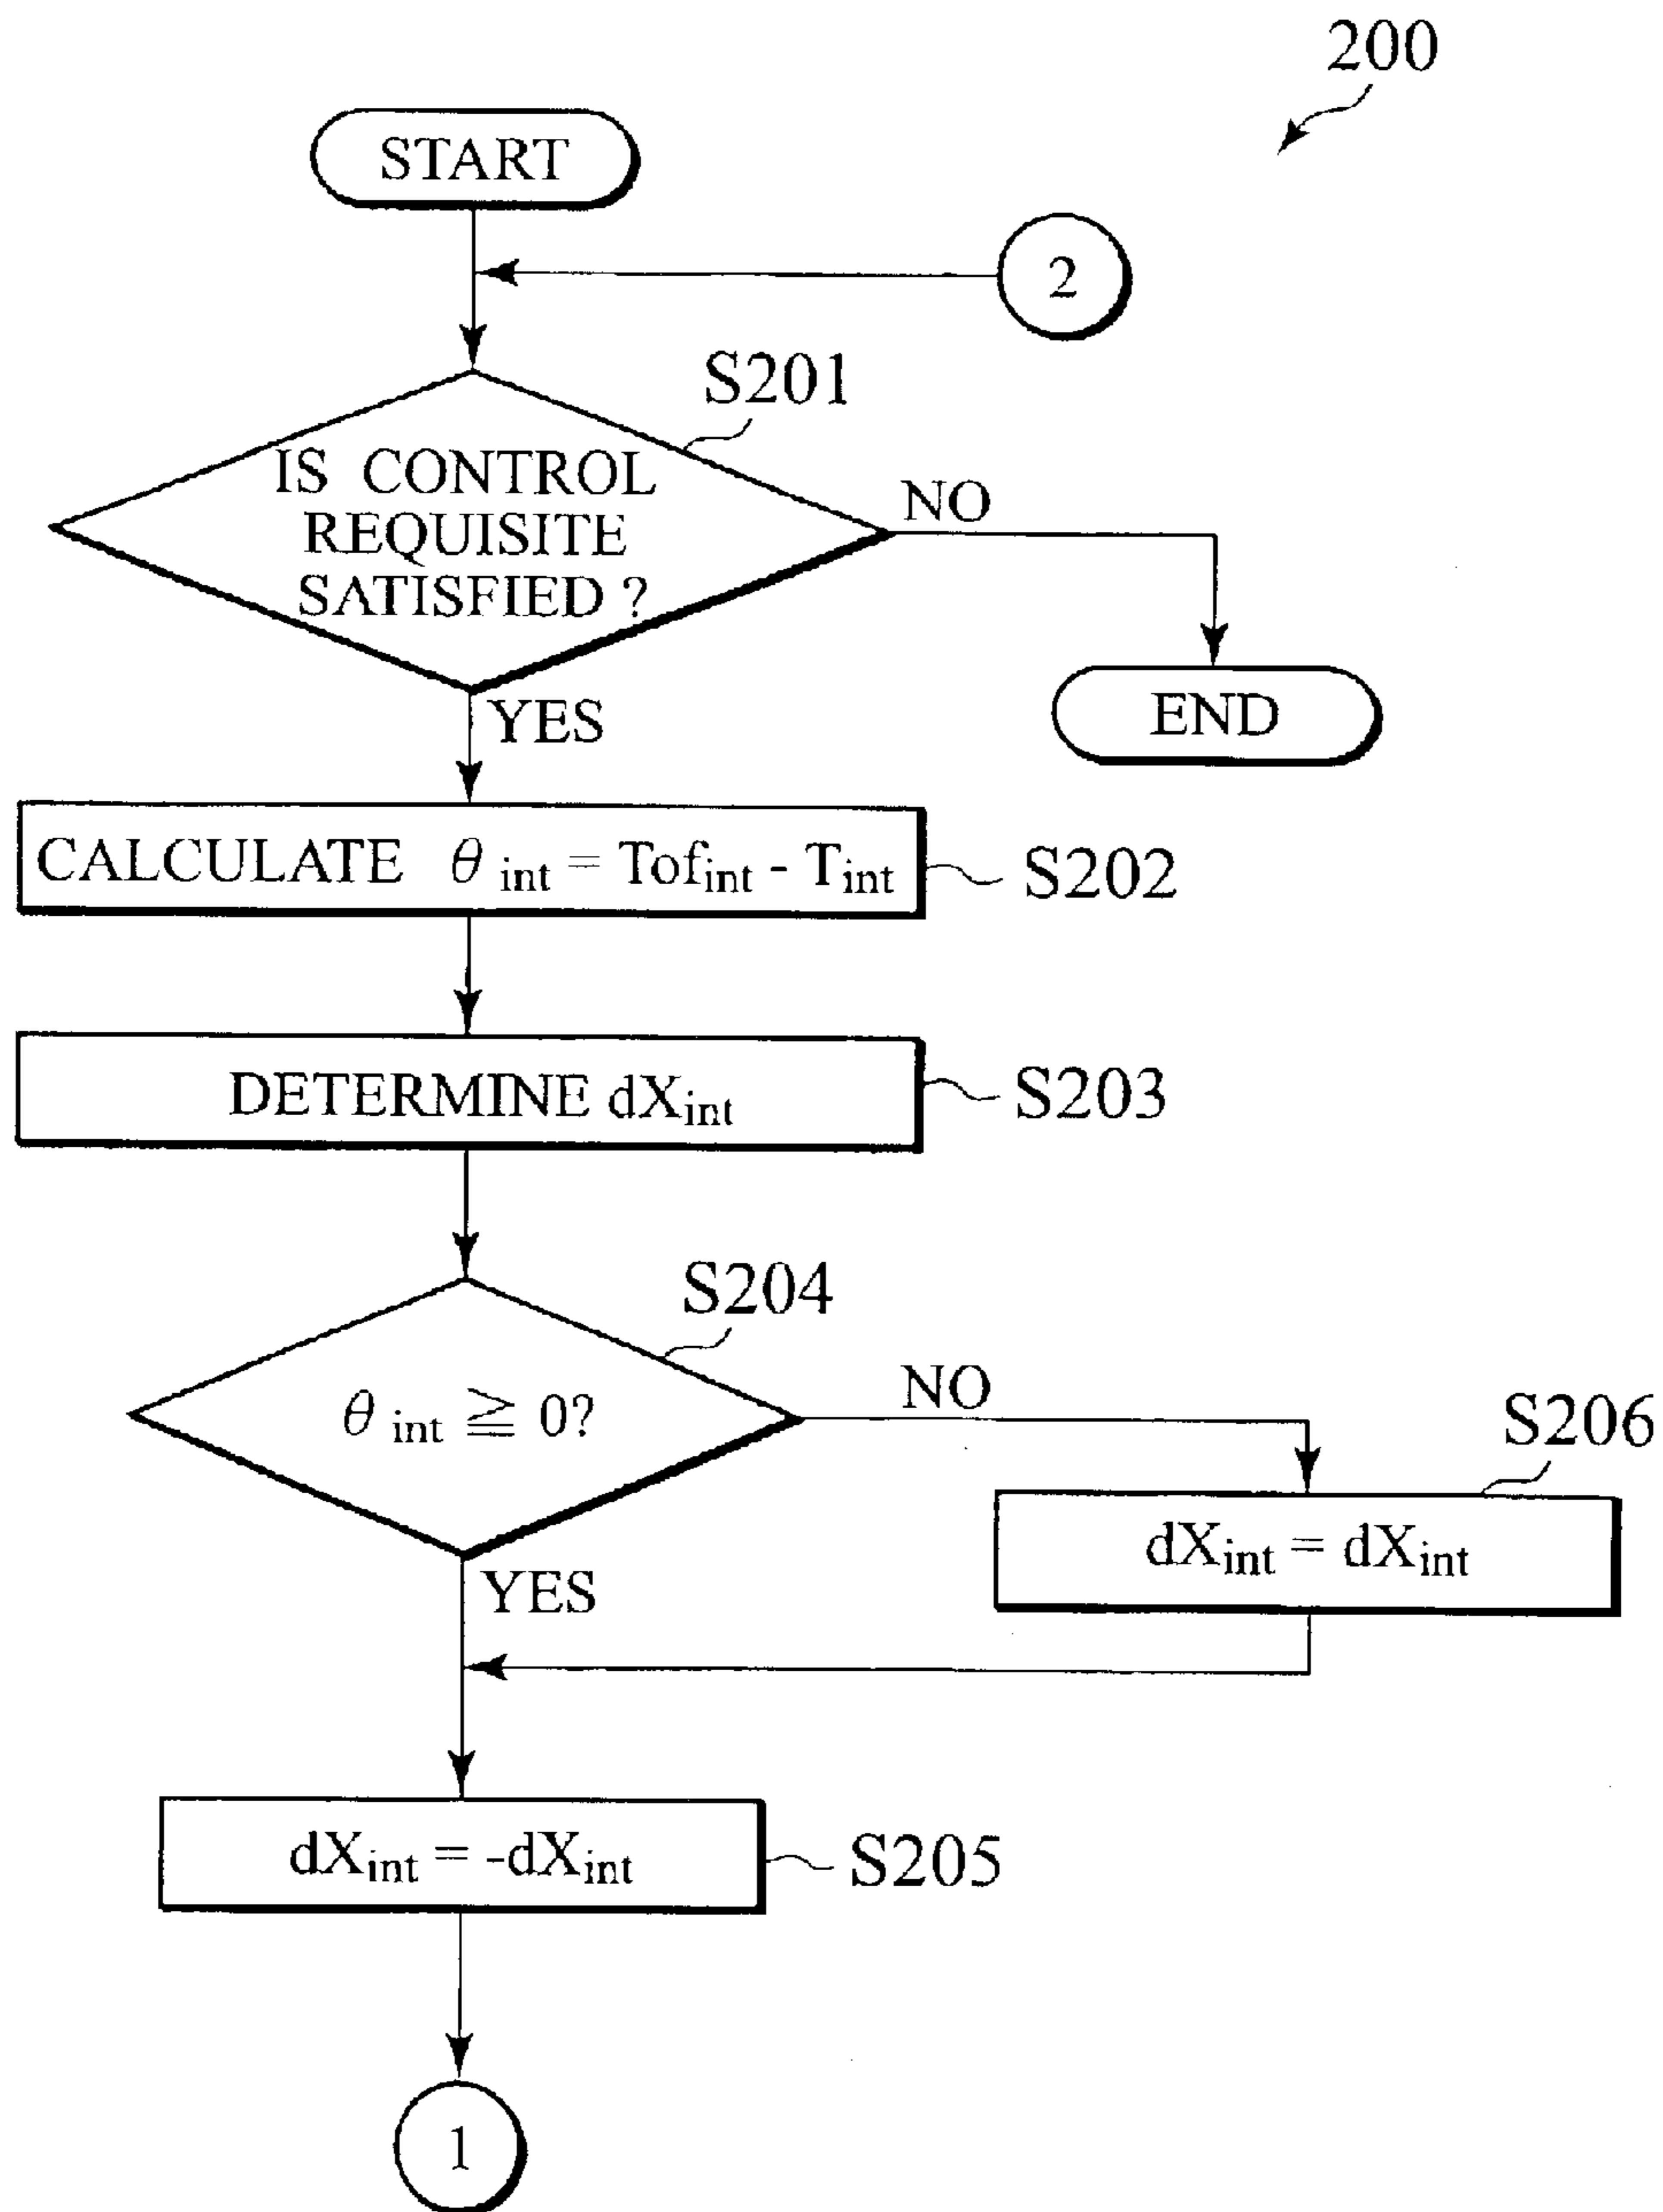 200
START
2
S201
IS CONTROL
REQUISITE
SATISFIED ?
NO
END
YES
CALCULATE θ int = Tofint - Tint
S202
DETERMINE dXint
S203
S204
θ int ≧ 0?
NO
S206
dXint = dXint
YES
dXint = -dXint
S205
1